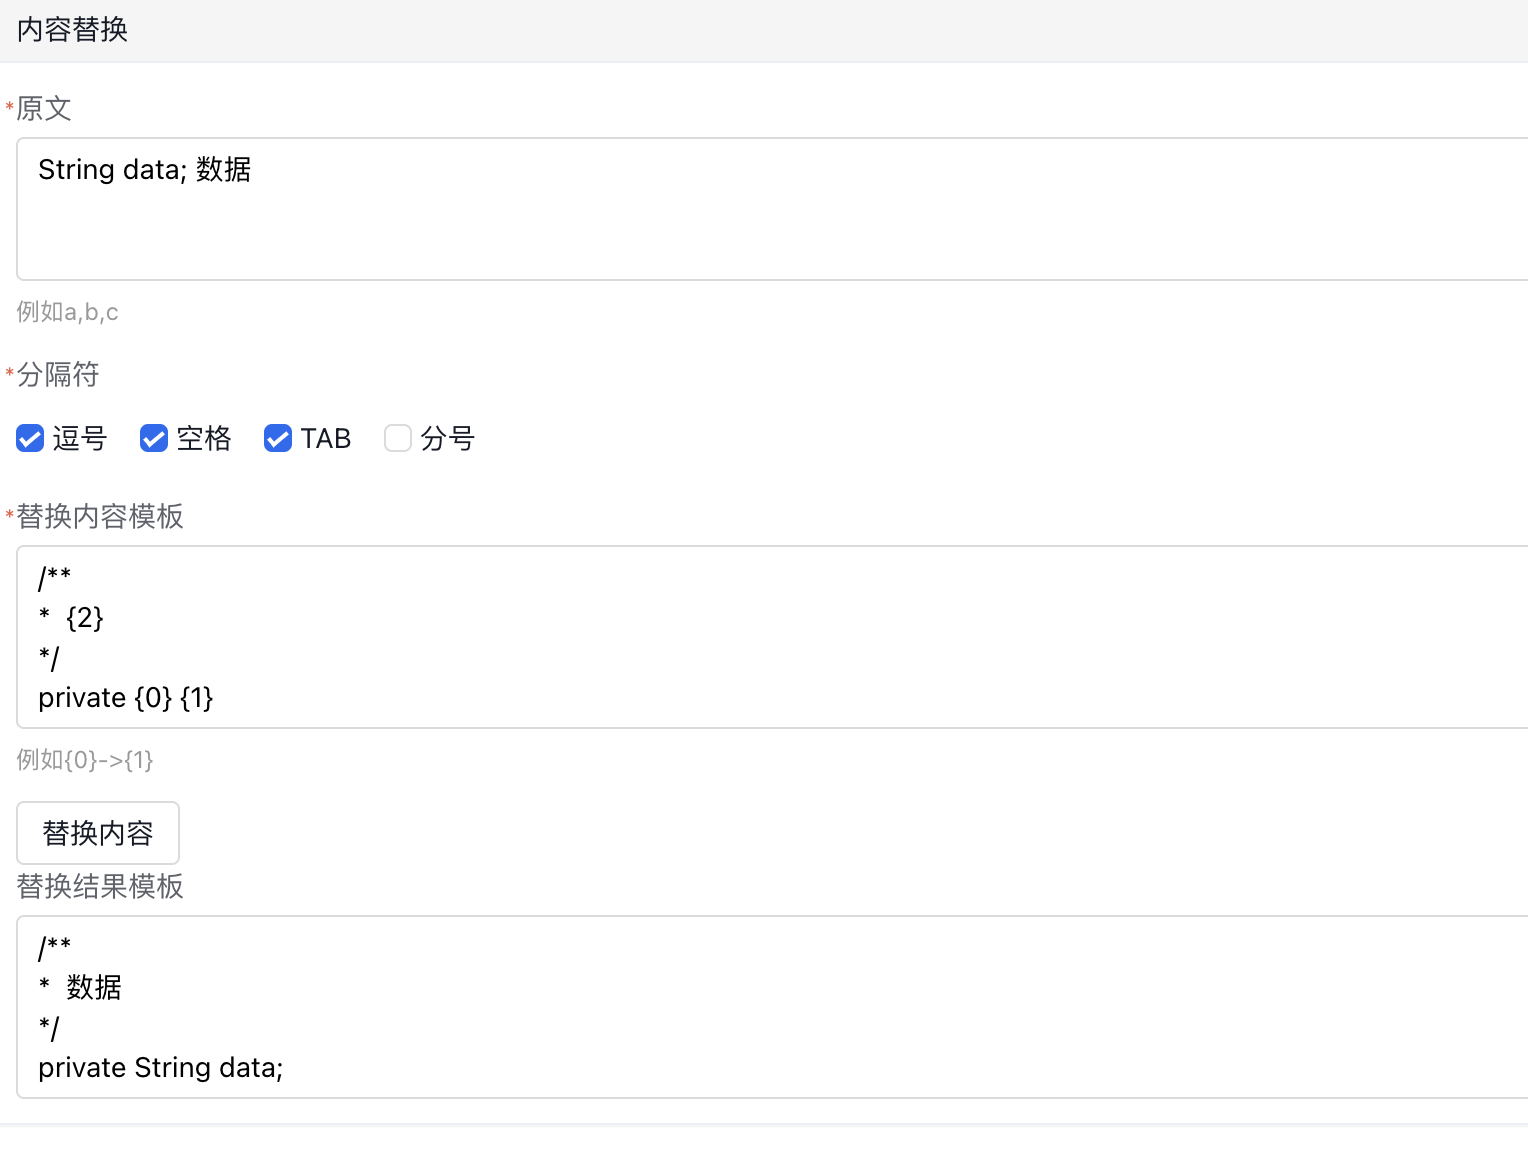 内容替换
*原文
String data; 数据
例如a,b,c
*分隔符
逗号 空格 TAB 分号
*替换内容模板
/**
*  {2}
*/
private {0} {1}
例如{0}->{1}
替换内容
替换结果模板
/**
*  数据
*/
private String data;